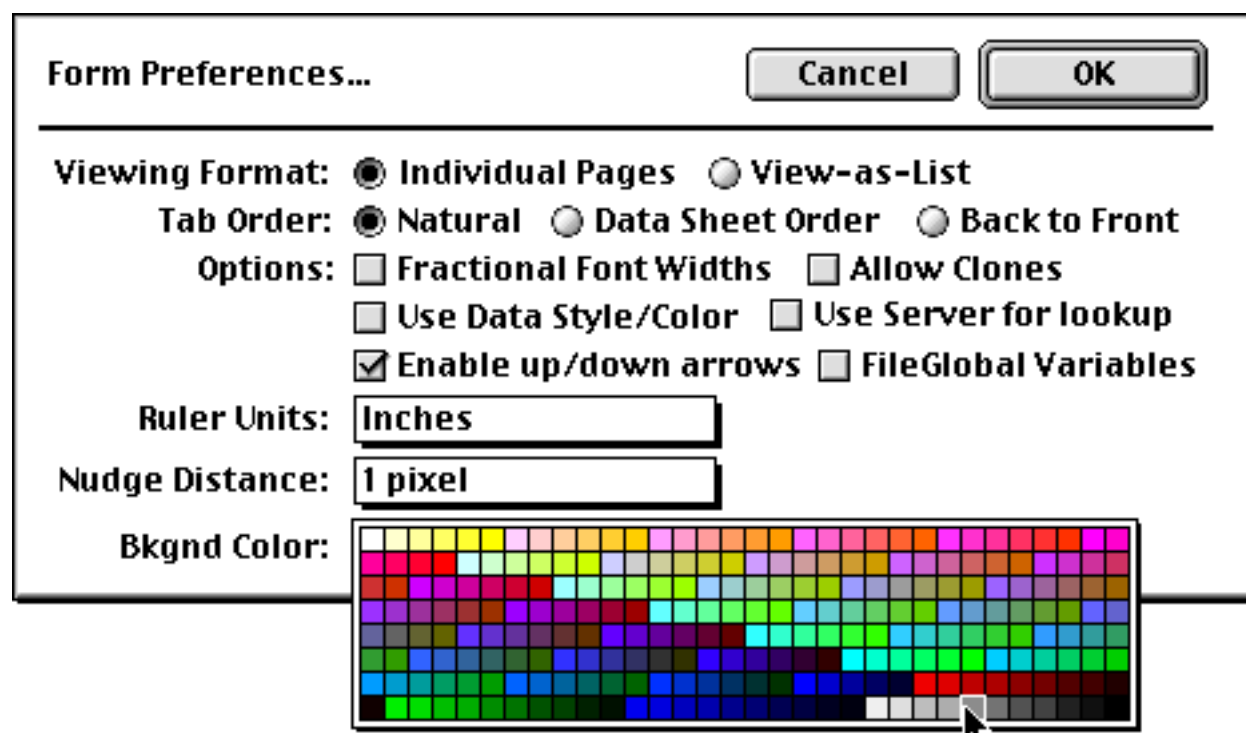 Form Preferences... Cancel OK
Viewing Format: Individual Pages View-as-List
Tab Order: Natural Data Sheet Order Back to Front
Options: Fractional Font Widths Allow Clones
Use Data Style/Color Use Server for lookup
Enable up/down arrows FileGlobal Variables
Ruler Units: Inches
Nudge Distance: 1 pixel
Bkgnd Color: